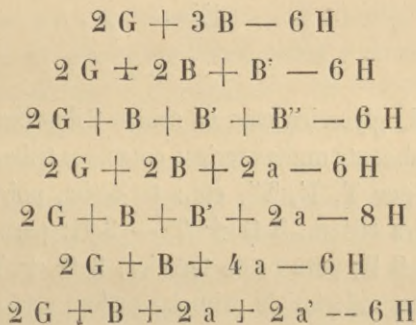 2 G + 3 B — 6 H
2 G + 2 B + B' — 6 H
2 G + B + B' + B'' — 6 H
2 G + 2 B + 2 a — 6 H
2 G + B + B' + 2 a — 8 H
2 G + B + 4 a — 6 H
2 G + B + 2 a + 2 a' -- 6 H